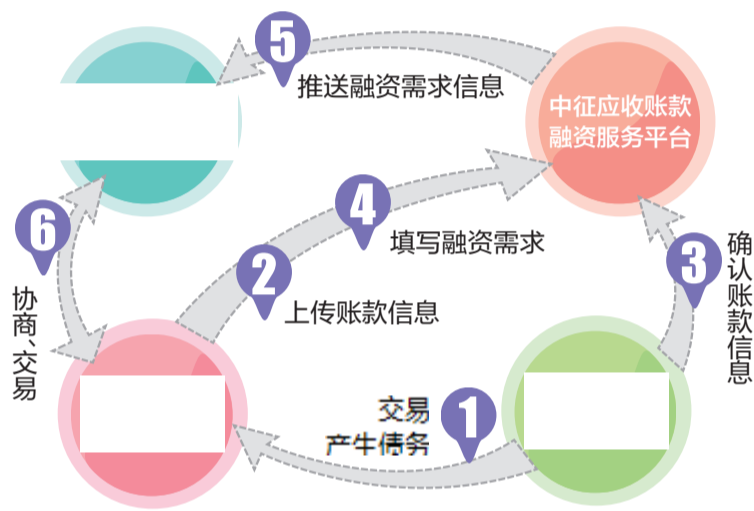 5
推送融资需求信息
中征应收账款
融资服务平台
4
填写融资需求
6
协商、交易
2
上传账款信息
3
确认账款信息
1
交易
产生债务